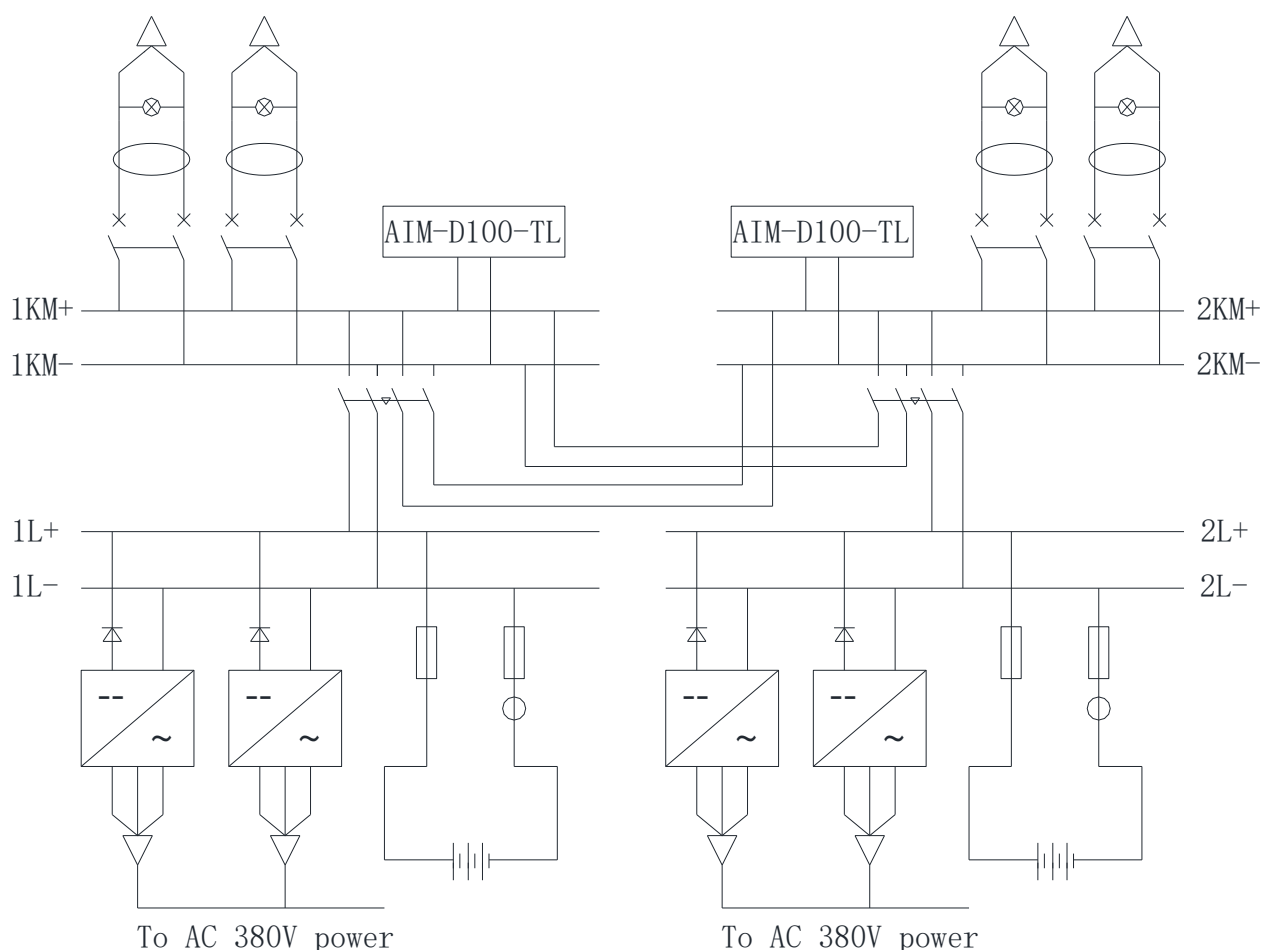 AIM-D100-TL
AIM-D100-TL
1KM+
2KM+
1KM-
2KM-
1L+
2L+
1L-
2L-
--
--
--
--
~
~
~
~
To AC 380V power
To AC 380V power